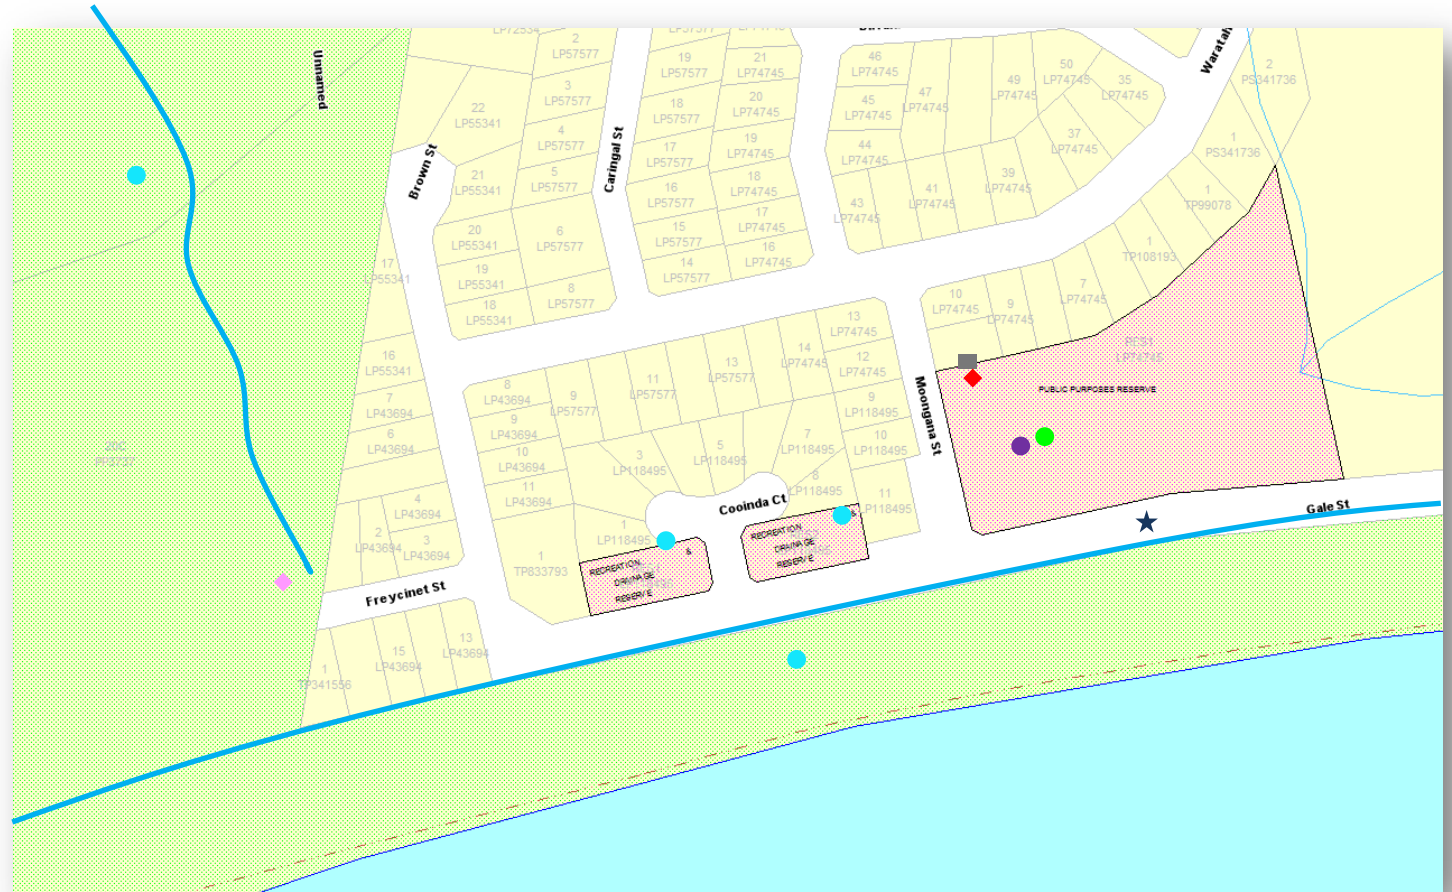 Unnamed
Brown St
Caringal St
Waratah
Moongana St
Cooinda Ct
Freycinet St
Gale St
LP72534
2
LP57577
3
LP57577
4
LP57577
5
LP57577
6
LP57577
8
LP57577
22
LP55341
21
LP55341
20
LP55341
19
LP55341
18
LP55341
17
LP55341
16
LP55341
LP57577
19
LP57577
18
LP57577
17
LP57577
16
LP57577
15
LP57577
14
LP57577
21
LP74745
20
LP74745
19
LP74745
18
LP74745
17
LP74745
16
LP74745
46
LP74745
45
LP74745
44
LP74745
43
LP74745
47
LP74745
49
LP74745
50
LP74745
35
LP74745
37
LP74745
39
LP74745
41
LP74745
2
PS341736
1
PS341736
1
TP99078
1
TP108193
7
LP74745
9
LP74745
10
LP74745
LP74745
PUBLIC PURPOSES RESERVE
7
LP43694
6
LP43694
4
LP43694
2
LP43694
3
LP43694
8
LP43694
9
LP43694
10
LP43694
11
LP43694
9
LP57577
11
LP57577
13
LP57577
14
LP74745
13
LP74745
12
LP74745
9
LP118495
10
LP118495
11
LP118495
3
LP118495
5
LP118495
7
LP118495
8
LP118495
1
LP118495
1
TP833793
RECREATION &
DRAINAGE
RESERVE
RECREATION &
DRAINAGE
RESERVE
1
TP341556
15
LP43694
13
LP43694
20C
PP3737